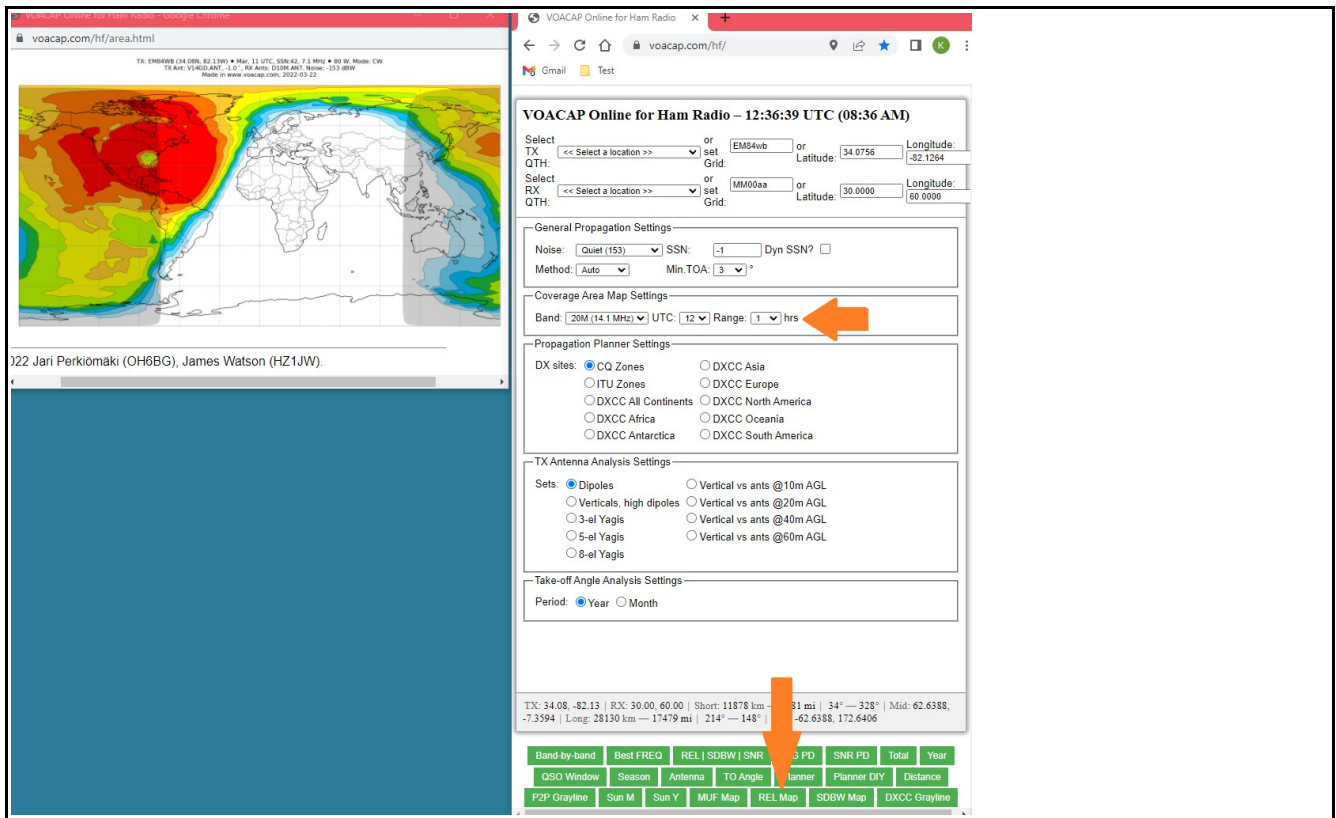 VOACAP Online for Ham Radio - Google Chrome
voacap.com/hf/area.html
TX: EM84WB (34.08N, 82.13W) • Mar, 11 UTC, SSN:42, 7.1 MHz • 80 W, Mode: CW
TX Ant: V14GD.ANT, -1.0°, RX Ants: D10M.ANT. Noise: -153 dBW
Made in www.voacap.com, 2022-03-22
022 Jari Perkiömäki (OH6BG), James Watson (HZ1JW).
VOACAP Online for Ham Radio
voacap.com/hf/
K
Gmail Test
VOACAP Online for Ham Radio – 12:36:39 UTC (08:36 AM)
Select TX QTH: << Select a location >> or set Grid: EM84wb or Latitude: 34.0756 Longitude: -82.1264
Select RX QTH: << Select a location >> or set Grid: MM00aa or Latitude: 30.0000 Longitude: 60.0000
General Propagation Settings
Noise: Quiet (153) SSN: -1 Dyn SSN?
Method: Auto Min.TOA: 3 °
Coverage Area Map Settings
Band: 20M (14.1 MHz) UTC: 12 Range: 1 hrs
Propagation Planner Settings
DX sites: CQ Zones DXCC Asia
ITU Zones DXCC Europe
DXCC All Continents DXCC North America
DXCC Africa DXCC Oceania
DXCC Antarctica DXCC South America
TX Antenna Analysis Settings
Sets: Dipoles Vertical vs ants @10m AGL
Verticals, high dipoles Vertical vs ants @20m AGL
3-el Yagis Vertical vs ants @40m AGL
5-el Yagis Vertical vs ants @60m AGL
8-el Yagis
Take-off Angle Analysis Settings
Period: Year Month
TX: 34.08, -82.13 | RX: 30.00, 60.00 | Short: 11878 km — 81 mi | 34° — 328° | Mid: 62.6388,
-7.3594 | Long: 28130 km — 17479 mi | 214° — 148° | -62.6388, 172.6406
Band-by-band Best FREQ REL | SDBW | SNR PD SNR PD Total Year
QSO Window Season Antenna TO Angle Planner Planner DIY Distance
P2P Grayline Sun M Sun Y MUF Map REL Map SDBW Map DXCC Grayline